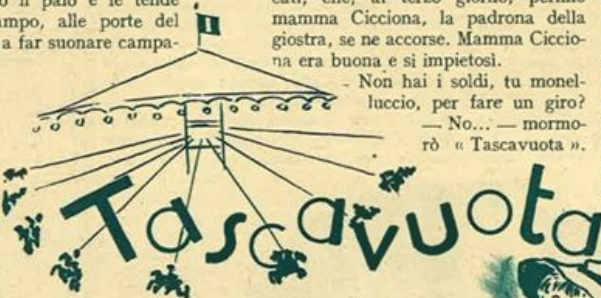 il palo e le tende
ampo, alle porte del
a far suonare campa-
cati, che, al terzo giorno, perfino
mamma Cicciona, la padrona della
giostra, se ne accorse. Mamma Ciccio-
na era buona e si impietosì.
- Non hai i soldi, tu monel-
luccio, per fare un giro?
— No... — mormo-
rò « Tascavuota ».
Tascavuota